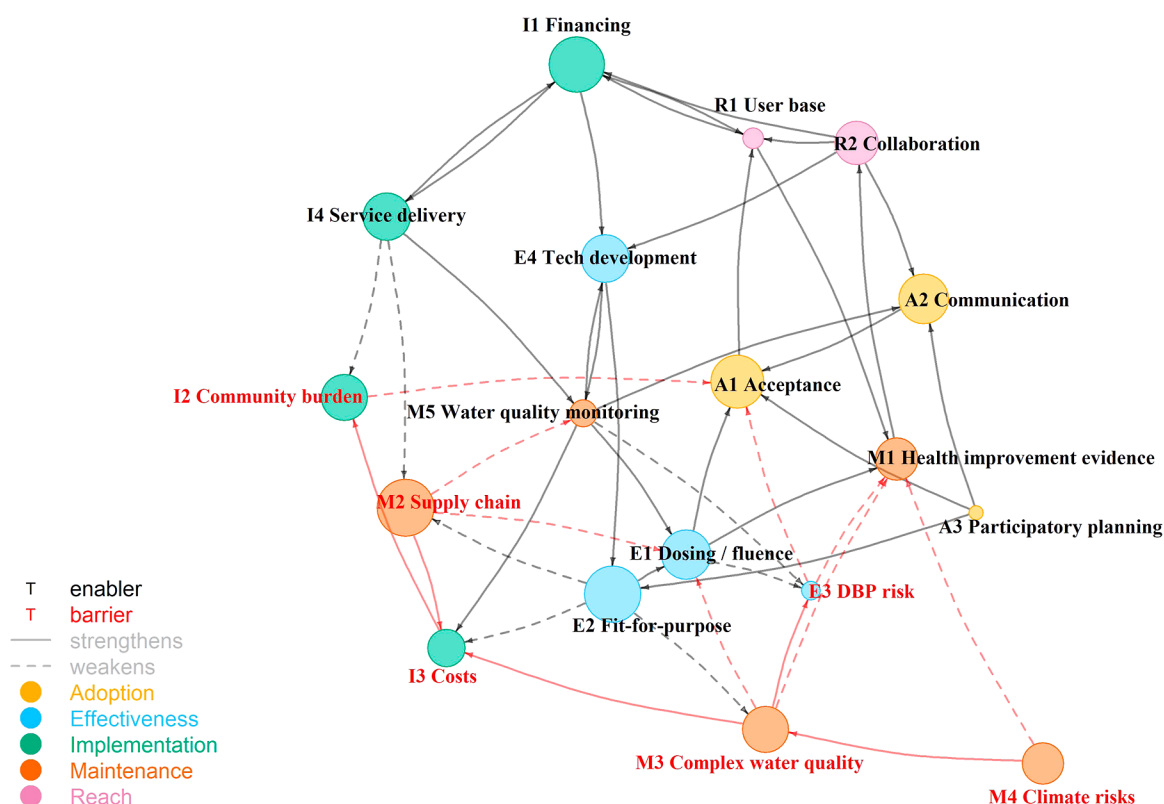 I1 Financing
R1 User base
R2 Collaboration
I4 Service delivery
E4 Tech development
A2 Communication
A1 Acceptance
I2 Community burden
M5 Water quality monitoring
M1 Health improvement evidence
M2 Supply chain
A3 Participatory planning
E1 Dosing / fluence
E3 DBP risk
E2 Fit-for-purpose
I3 Costs
M3 Complex water quality
M4 Climate risks
T enabler
T barrier
strengthens
weakens
Adoption
Effectiveness
Implementation
Maintenance
Reach